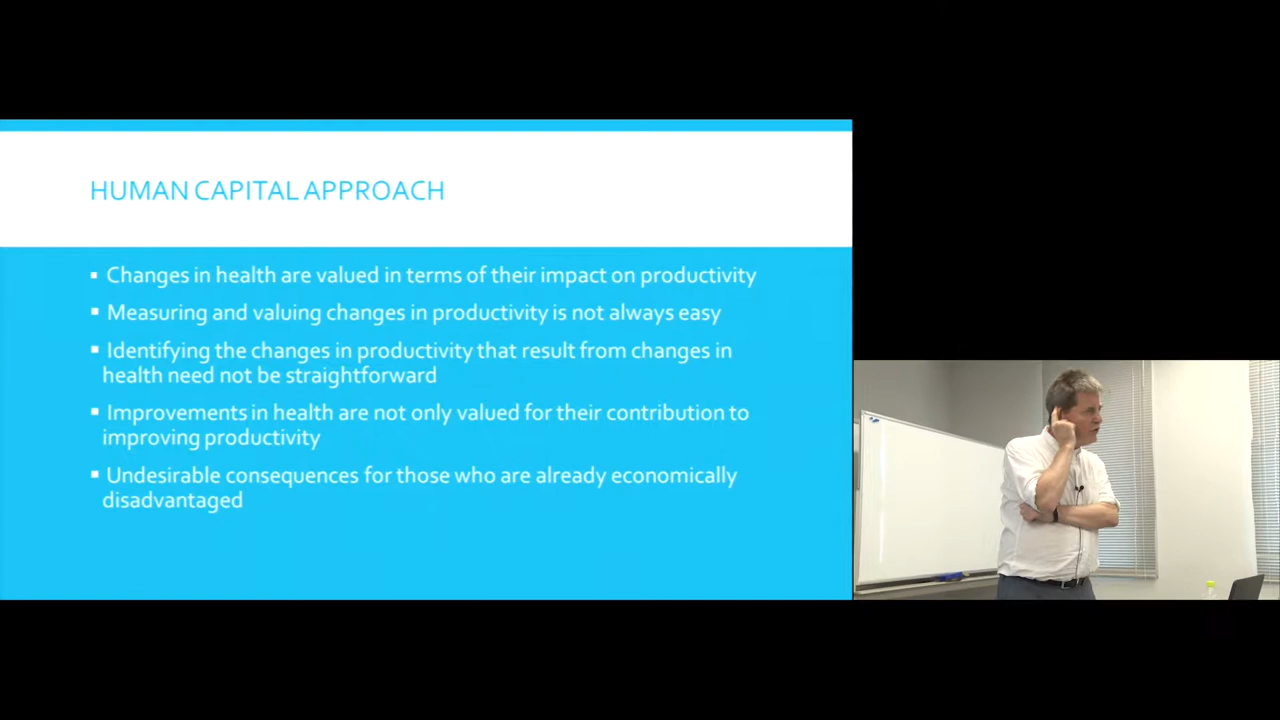 HUMAN CAPITAL APPROACH
▪ Changes in health are valued in terms of their impact on productivity
▪ Measuring and valuing changes in productivity is not always easy
▪ Identifying the changes in productivity that result from changes in
health need not be straightforward
▪ Improvements in health are not only valued for their contribution to
improving productivity
▪ Undesirable consequences for those who are already economically
disadvantaged